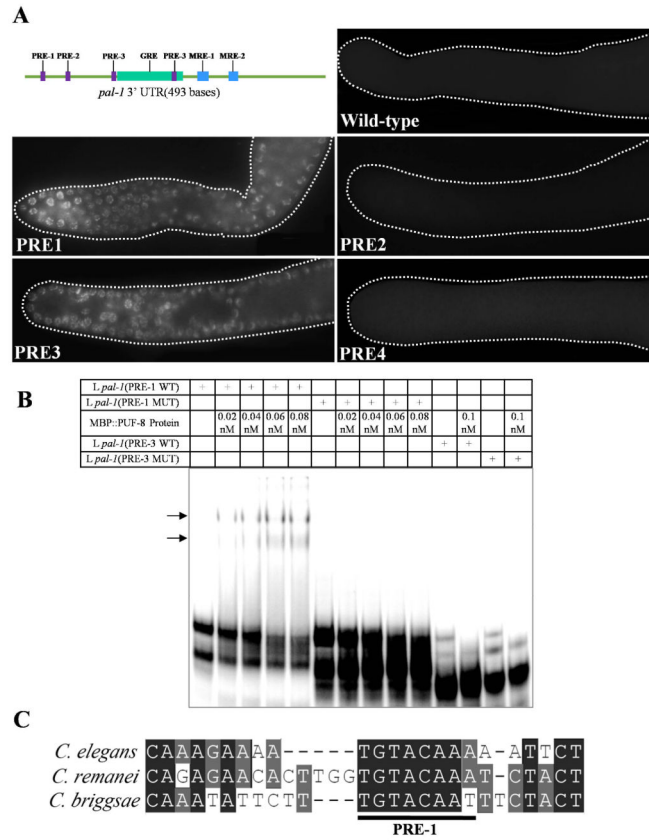 A
PRE-1 PRE-2 PRE-3 GRE PRE-3 MRE-1 MRE-2
pal-1 3' UTR(493 bases)
Wild-type
PRE1
PRE2
PRE3
PRE4
B
L pal-1(PRE-1 WT) + + + + +
L pal-1(PRE-1 MUT) + + + + +
MBP::PUF-8 Protein 0.02 nM 0.04 nM 0.06 nM 0.08 nM 0.02 nM 0.04 nM 0.06 nM 0.08 nM 0.1 nM 0.1 nM
L pal-1(PRE-3 WT) + +
L pal-1(PRE-3 MUT) + +
C
C. elegans CAAAGAAAA-----TGTACAAAA-ATTCT
C. remanei CAGAGAACACTTGGTGTACAAAT-CTACT
C. briggsae CAAATATTCTT---TGTACAATTTCTACT
PRE-1